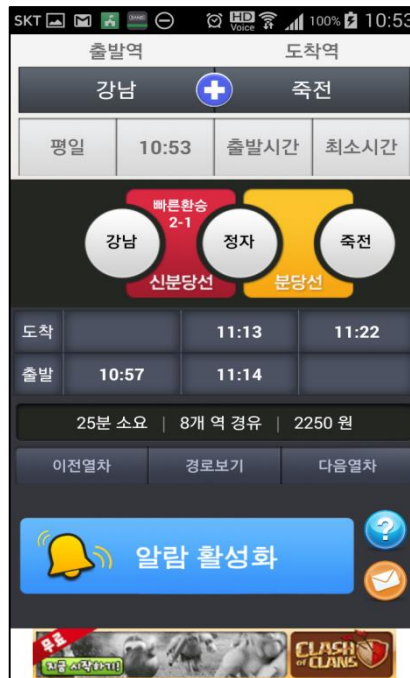 SKT HD Voice 100% 10:53
출발역 도착역
강남 죽전
평일 10:53 출발시간 최소시간
빠른환승
2-1
강남 정자 죽전
신분당선 분당선
도착 11:13 11:22
출발 10:57 11:14
25분 소요 | 8개 역 경유 | 2250 원
이전열차 경로보기 다음열차
알람 활성화
?
무료
지금 시작하기!
CLASH
OF CLANS